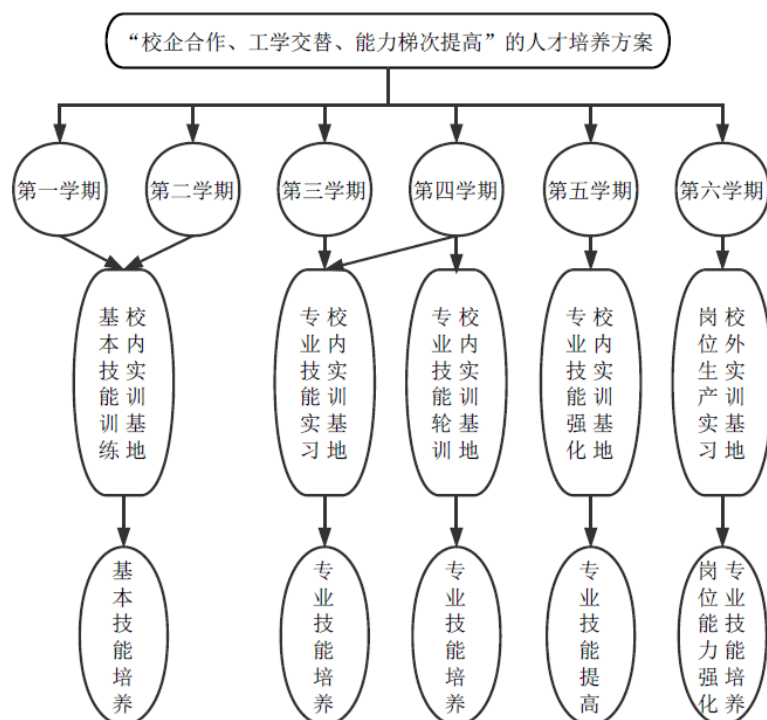 “校企合作、工学交替、能力梯次提高”的人才培养方案
第一学期
第二学期
第三学期
第四学期
第五学期
第六学期
校内实训基地
基本技能训练
校内实训基地
专业技能实习
校内实训基地
专业技能轮训
校内实训基地
专业技能强化
校外实训基地
岗位生产实习
基本技能培养
专业技能培养
专业技能培养
专业技能提高
专业技能培养
岗位能力强化